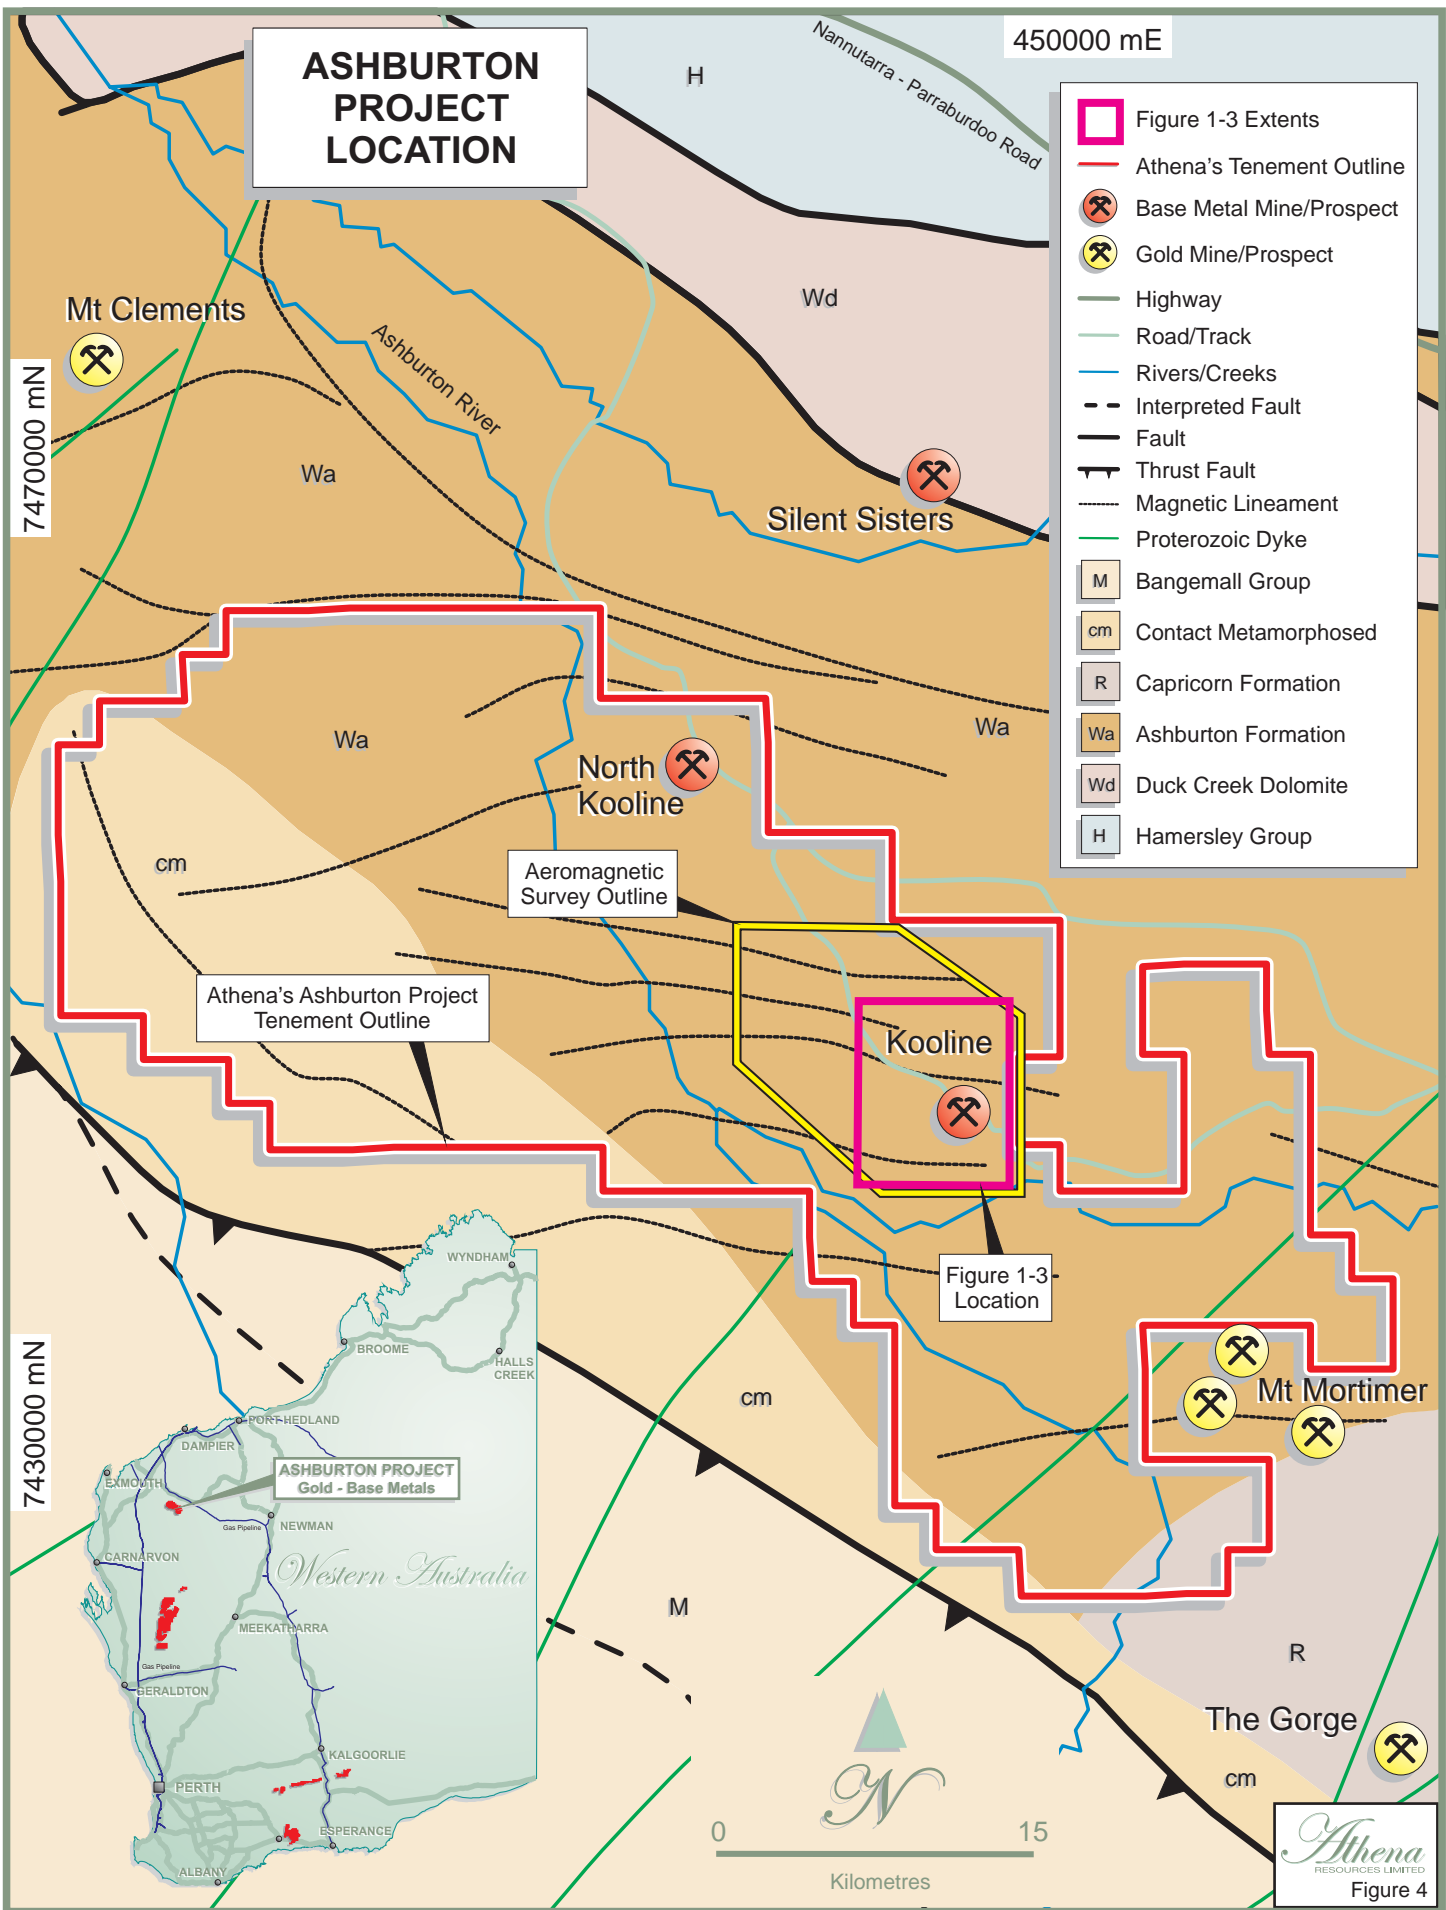 ASHBURTON
PROJECT
LOCATION
450000 mE
Nannutarra - Parraburdoo Road
H
Figure 1-3 Extents
Athena's Tenement Outline
Base Metal Mine/Prospect
Gold Mine/Prospect
Highway
Road/Track
Rivers/Creeks
Interpreted Fault
Fault
Thrust Fault
Magnetic Lineament
Proterozoic Dyke
M Bangemall Group
cm Contact Metamorphosed
R Capricorn Formation
Wa Ashburton Formation
Wd Duck Creek Dolomite
H Hamersley Group
Wd
Mt Clements
Ashburton River
7470000 mN
Wa
Silent Sisters
Wa
Wa
North
Kooline
cm
Aeromagnetic
Survey Outline
Athena's Ashburton Project
Tenement Outline
Kooline
Figure 1-3
Location
7430000 mN
cm
Mt Mortimer
WYNDHAM
BROOME
HALLS
CREEK
PORT HEDLAND
DAMPIER
EXMOUTH
ASHBURTON PROJECT
Gold - Base Metals
Gas Pipeline
NEWMAN
CARNARVON
Western Australia
MEEKATHARRA
Gas Pipeline
GERALDTON
KALGOORLIE
PERTH
ESPERANCE
ALBANY
M
R
The Gorge
cm
N
0 15
Kilometres
Athena
RESOURCES LIMITED
Figure 4